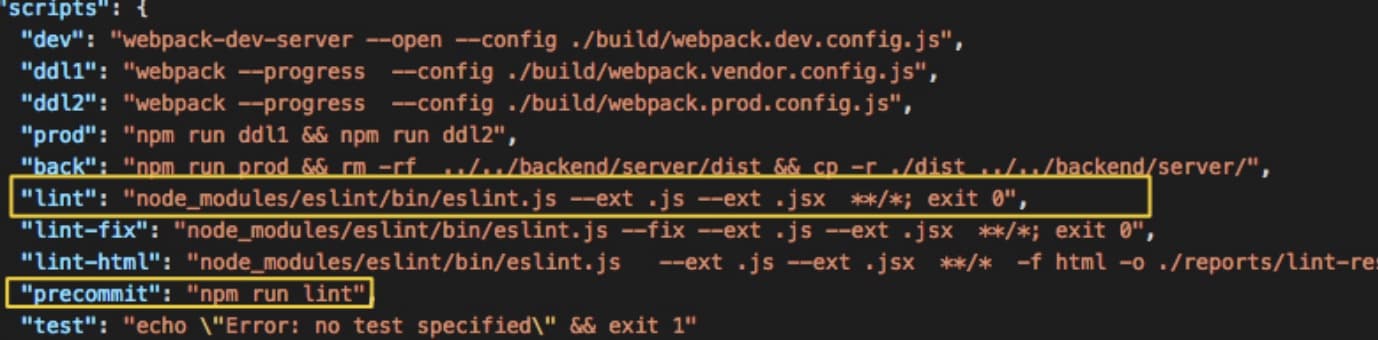 "scripts": {
"dev": "webpack-dev-server --open --config ./build/webpack.dev.config.js",
"ddl1": "webpack --progress  --config ./build/webpack.vendor.config.js",
"ddl2": "webpack --progress  --config ./build/webpack.prod.config.js",
"prod": "npm run ddl1 && npm run ddl2",
"back": "npm run prod && rm -rf  ../../backend/server/dist && cp -r ./dist ../../backend/server/",
"lint": "node_modules/eslint/bin/eslint.js --ext .js --ext .jsx  **/*; exit 0",
"lint-fix": "node_modules/eslint/bin/eslint.js --fix --ext .js --ext .jsx  **/*; exit 0",
"lint-html": "node_modules/eslint/bin/eslint.js   --ext .js --ext .jsx  **/*  -f html -o ./reports/lint-res
"precommit": "npm run lint",
"test": "echo \"Error: no test specified\" && exit 1"